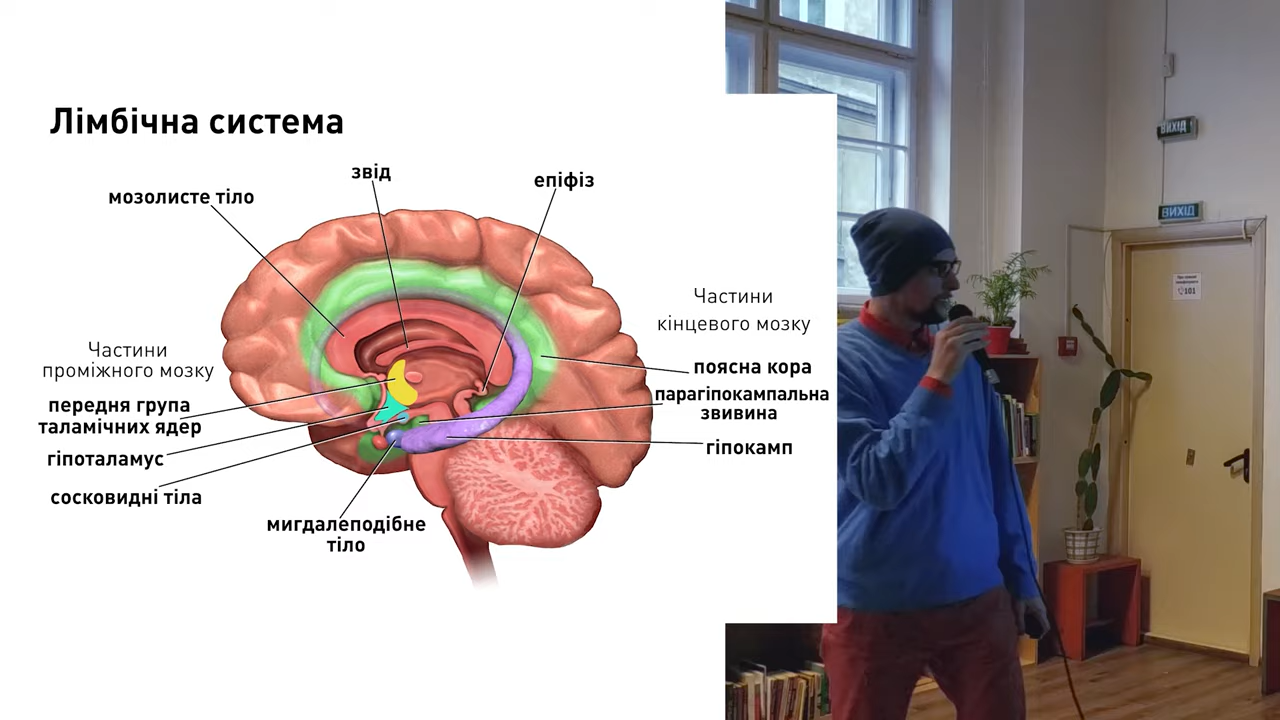 Лімбічна система
звід
епіфіз
мозолисте тіло
Частини
кінцевого мозку
Частини
проміжного мозку
поясна кора
парагіпокампальна
звивина
передня група
таламічних ядер
гіпокамп
гіпоталамус
сосковидні тіла
мигдалеподібне
тіло
ВИХІД
ВИХІД
101